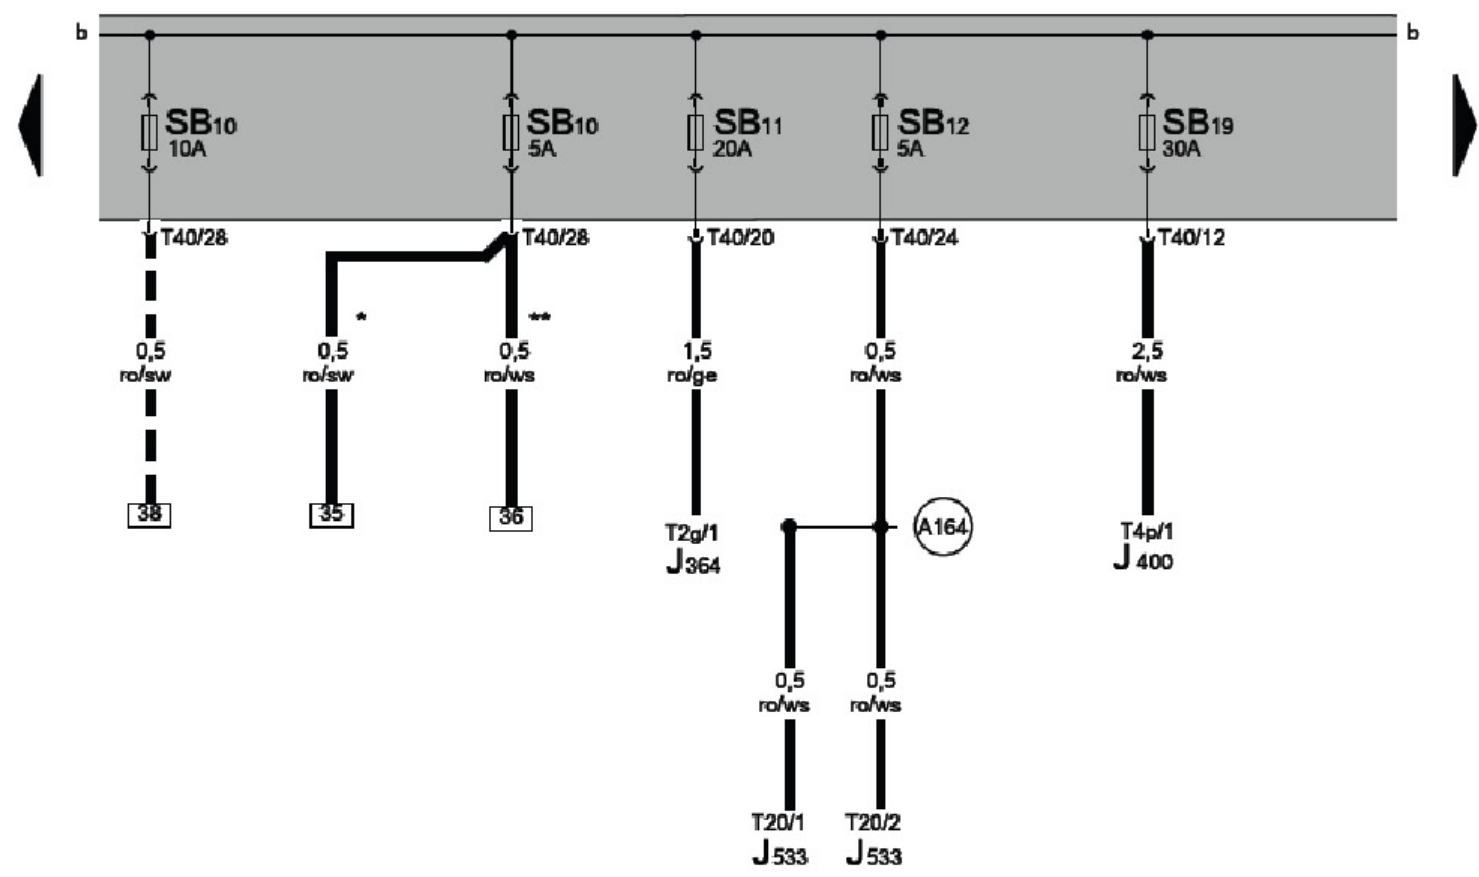 b b
SB10 SB10 SB11 SB12 SB19
10A 5A 20A 5A 30A
T40/28 T40/28 T40/20 T40/24 T40/12
* **
0,5 0,5 0,5 1,5 0,5 2,5
ro/sw ro/sw ro/ws ro/ge ro/ws ro/ws
38 35 36
T2g/1 A164 T4p/1
J364 J400
0,5 0,5
ro/ws ro/ws
T20/1 T20/2
J533 J533